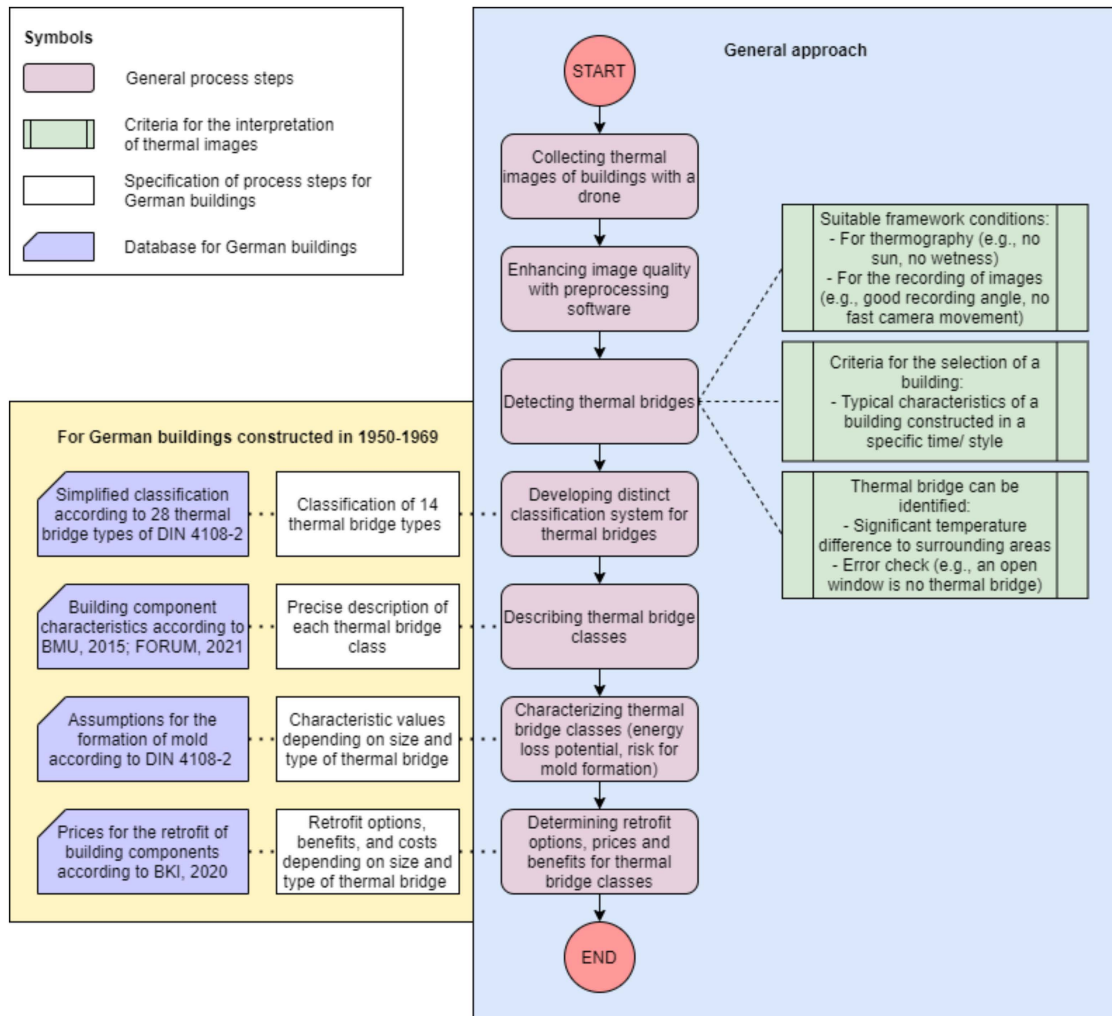 Symbols
General process steps
Criteria for the interpretation
of thermal images
Specification of process steps for
German buildings
Database for German buildings
General approach
START
Collecting thermal
images of buildings with a
drone
Enhancing image quality
with preprocessing
software
Detecting thermal bridges
Suitable framework conditions:
- For thermography (e.g., no
sun, no wetness)
- For the recording of images
(e.g., good recording angle, no
fast camera movement)
Criteria for the selection of a
building:
- Typical characteristics of a
building constructed in a
specific time/ style
Thermal bridge can be
identified:
- Significant temperature
difference to surrounding areas
- Error check (e.g., an open
window is no thermal bridge)
For German buildings constructed in 1950-1969
Simplified classification
according to 28 thermal
bridge types of DIN 4108-2
Classification of 14
thermal bridge types
Developing distinct
classification system for
thermal bridges
Building component
characteristics according to
BMU, 2015; FORUM, 2021
Precise description of
each thermal bridge
class
Describing thermal bridge
classes
Assumptions for the
formation of mold
according to DIN 4108-2
Characteristic values
depending on size and
type of thermal bridge
Characterizing thermal
bridge classes (energy
loss potential, risk for
mold formation)
Prices for the retrofit of
building components
according to BKI, 2020
Retrofit options,
benefits, and costs
depending on size and
type of thermal bridge
Determining retrofit
options, prices and
benefits for thermal
bridge classes
END